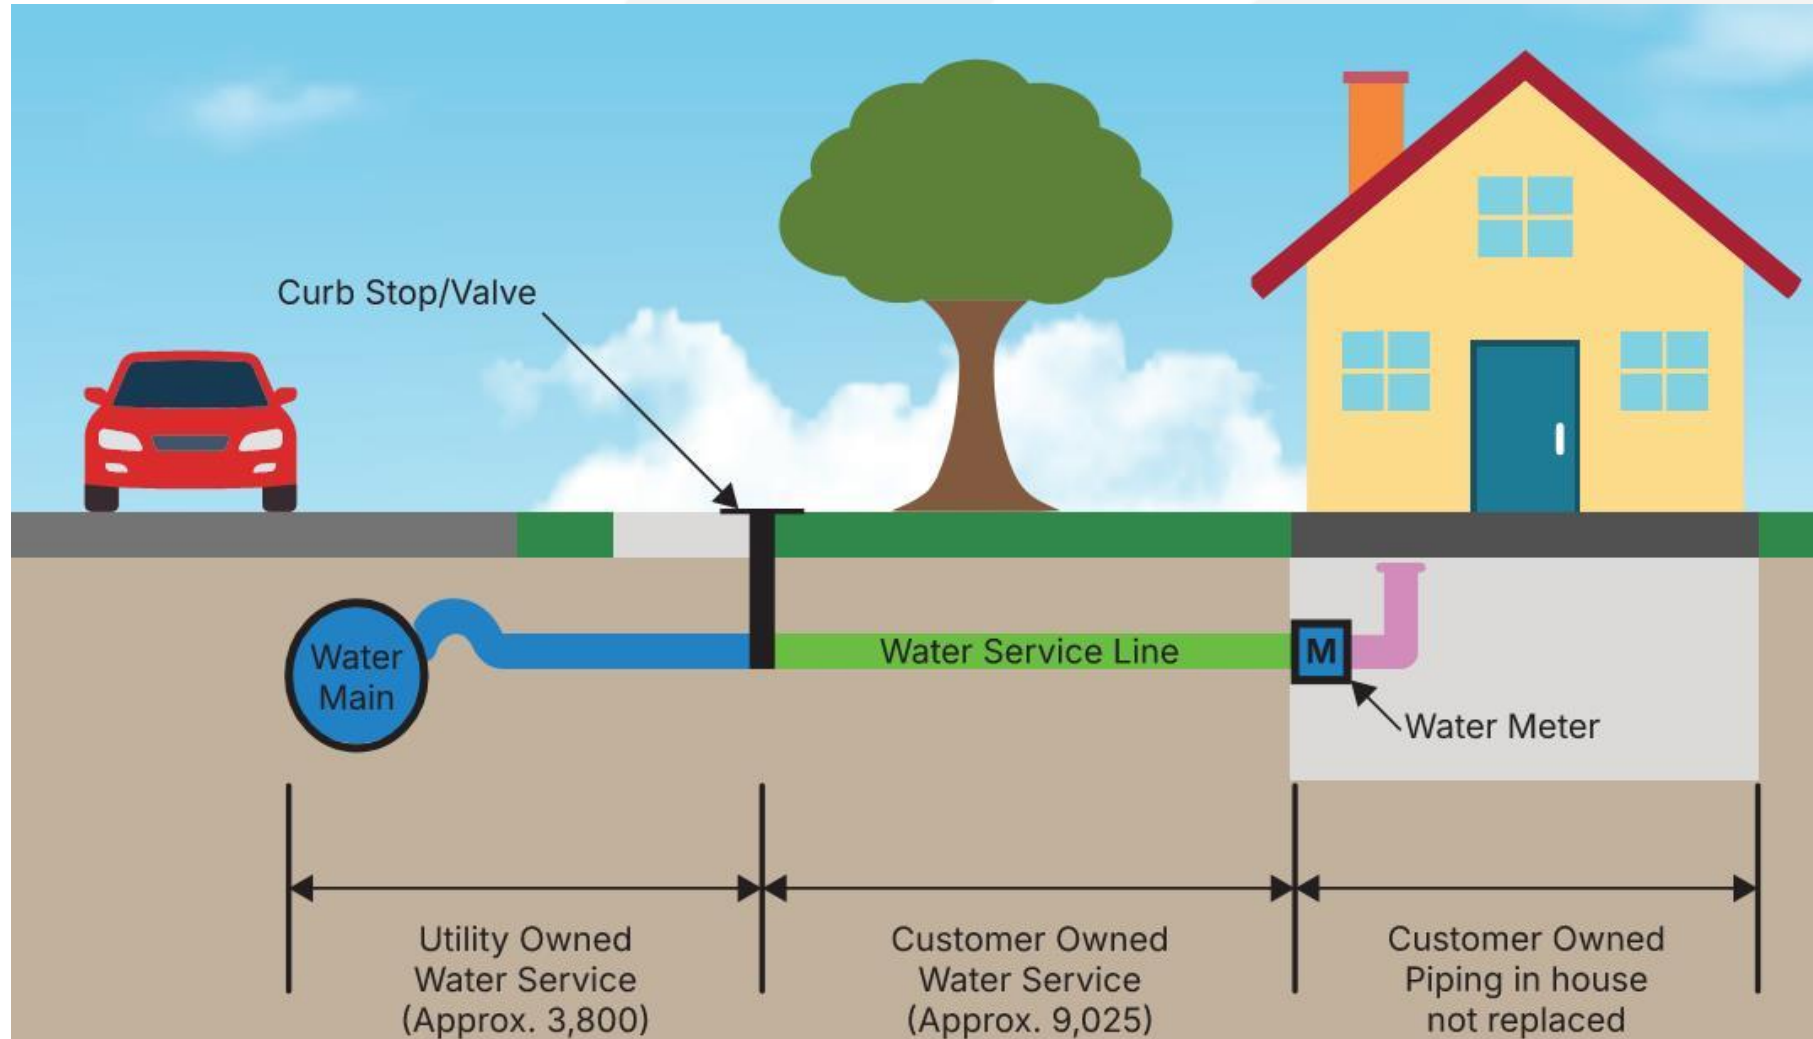 Curb Stop/Valve
Water
Main
Water Service Line
M
Water Meter
Utility Owned
Water Service
(Approx. 3,800)
Customer Owned
Water Service
(Approx. 9,025)
Customer Owned
Piping in house
not replaced